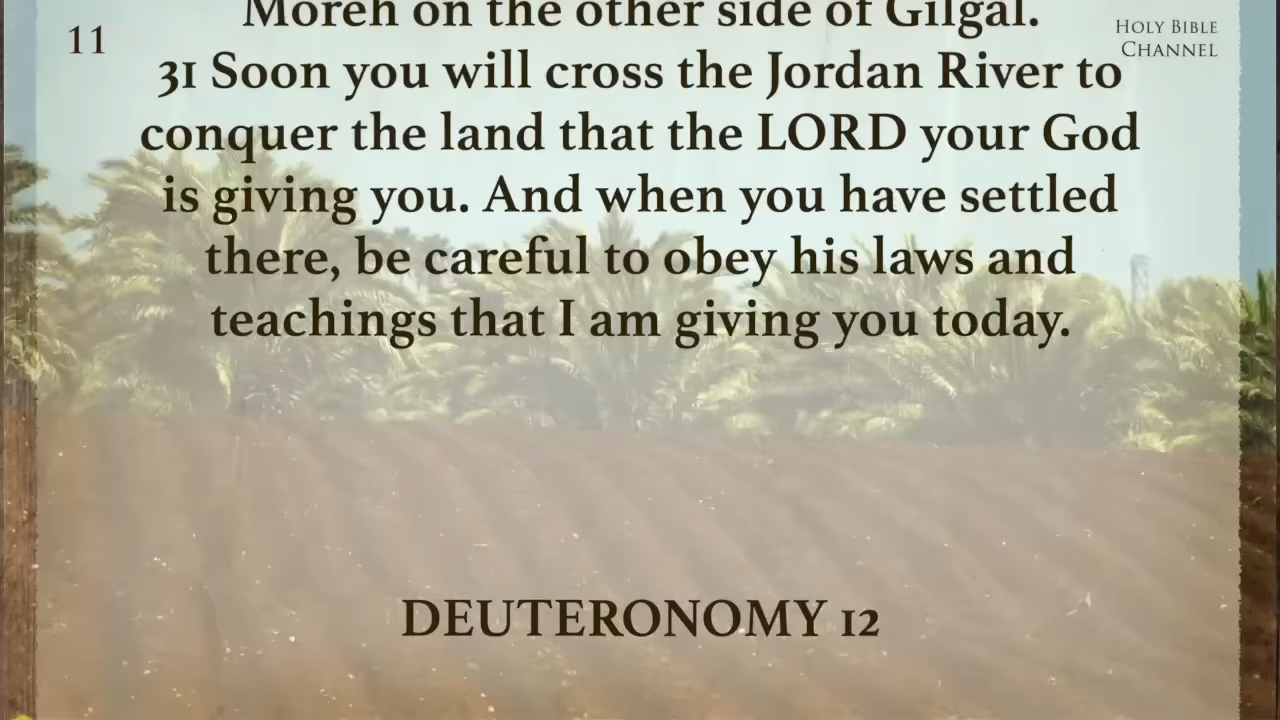 Moreh on the other side of Gilgal.
11
HOLY BIBLE
CHANNEL
31 Soon you will cross the Jordan River to
conquer the land that the LORD your God
is giving you. And when you have settled
there, be careful to obey his laws and
teachings that I am giving you today.
DEUTERONOMY 12